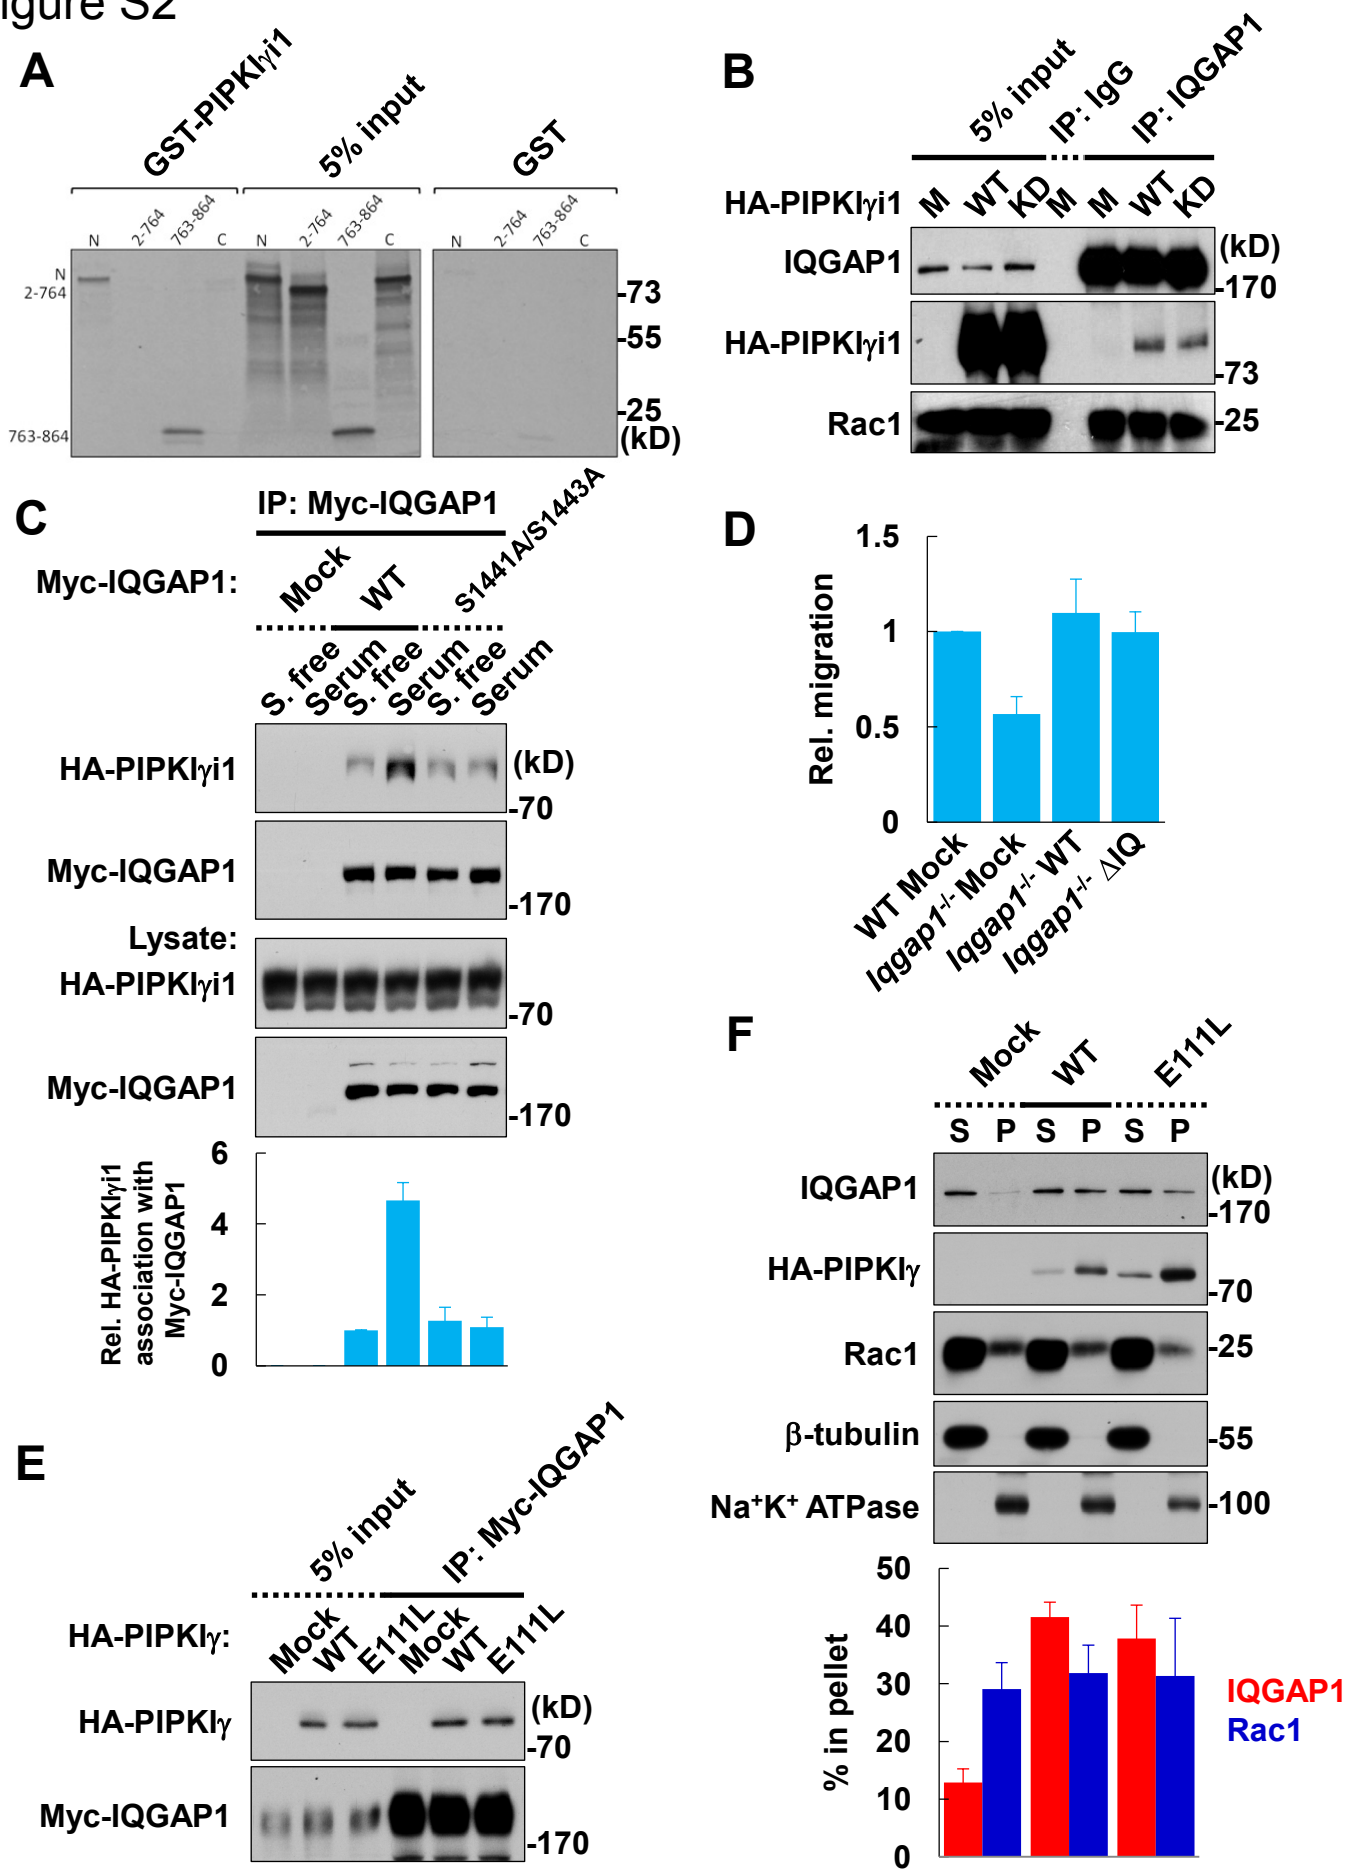 igure S2
A
GST-PIPKIγi1
5% input
GST
N 2-764 763-864 C N 2-764 763-864 C N 2-764 763-864 C
N
2-764
763-864
-73
-55
-25
(kD)
B
5% input
IP: IgG
IP: IQGAP1
HA-PIPKIγi1 M WT KD M M WT KD
IQGAP1
(kD)
-170
HA-PIPKIγi1
-73
Rac1
-25
C
IP: Myc-IQGAP1
Myc-IQGAP1: Mock WT S1441A/S1443A
S. free Serum S. free Serum S. free Serum
HA-PIPKIγi1
(kD)
-70
Myc-IQGAP1
-170
Lysate:
HA-PIPKIγi1
-70
Myc-IQGAP1
-170
Rel. HA-PIPKIγi1
association with
Myc-IQGAP1
6
4
2
0
D
Rel. migration
1.5
1
0.5
0
WT Mock
Iqgap1-/- Mock
Iqgap1-/- WT
Iqgap1-/- ΔIQ
E
5% input
IP: Myc-IQGAP1
HA-PIPKIγ: Mock WT E111L Mock WT E111L
HA-PIPKIγ
(kD)
-70
Myc-IQGAP1
-170
F
Mock WT E111L
S P S P S P
IQGAP1
(kD)
-170
HA-PIPKIγ
-70
Rac1
-25
β-tubulin
-55
Na+K+ ATPase
-100
% in pellet
50
40
30
20
10
0
IQGAP1
Rac1